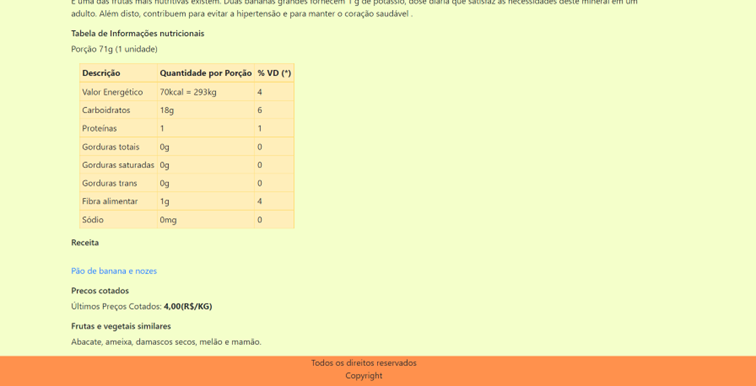 É uma das frutas mais nutritivas existem. Duas bananas grandes fornecem 1 g de potássio, dose diária que satisfaz as necessidades deste mineral em um
adulto. Além disto, contribuem para evitar a hipertensão e para manter o coração saudável .
Tabela de Informações nutricionais
Porção 71g (1 unidade)
Descrição Quantidade por Porção % VD (*)
Valor Energético 70kcal = 293kg 4
Carboidratos 18g 6
Proteínas 1 1
Gorduras totais 0g 0
Gorduras saturadas 0g 0
Gorduras trans 0g 0
Fibra alimentar 1g 4
Sódio 0mg 0
Receita
Pão de banana e nozes
Precos cotados
Últimos Preços Cotados: 4,00(R$/KG)
Frutas e vegetais similares
Abacate, ameixa, damascos secos, melão e mamão.
Todos os direitos reservados
Copyright